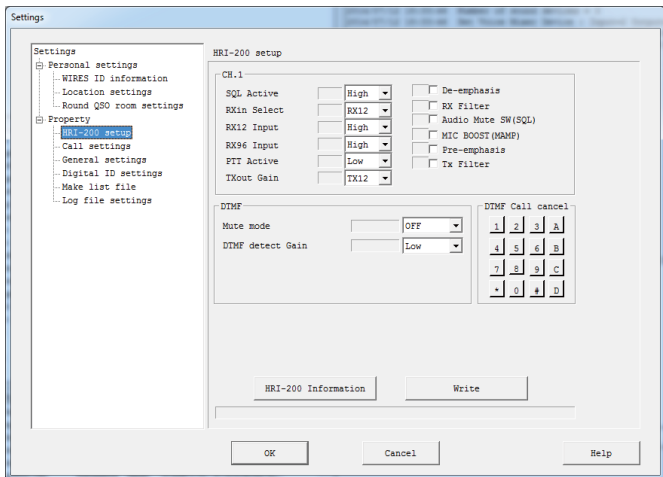 Settings
Settings
Personal settings
WIRES ID information
Location settings
Round QSO room settings
Property
HRI-200 setup
Call settings
General settings
Digital ID settings
Make list file
Log file settings
HRI-200 setup
CH.1
SQL Active High
RXin Select RX12
RX12 Input High
RX96 Input High
PTT Active Low
TXout Gain TX12
De-emphasis
RX Filter
Audio Mute SW(SQL)
MIC BOOST(MAMP)
Pre-emphasis
Tx Filter
DTMF
Mute mode OFF
DTMF detect Gain Low
DTMF Call cancel
1 2 3 A
4 5 6 B
7 8 9 C
* 0 # D
HRI-200 Information Write
OK Cancel Help